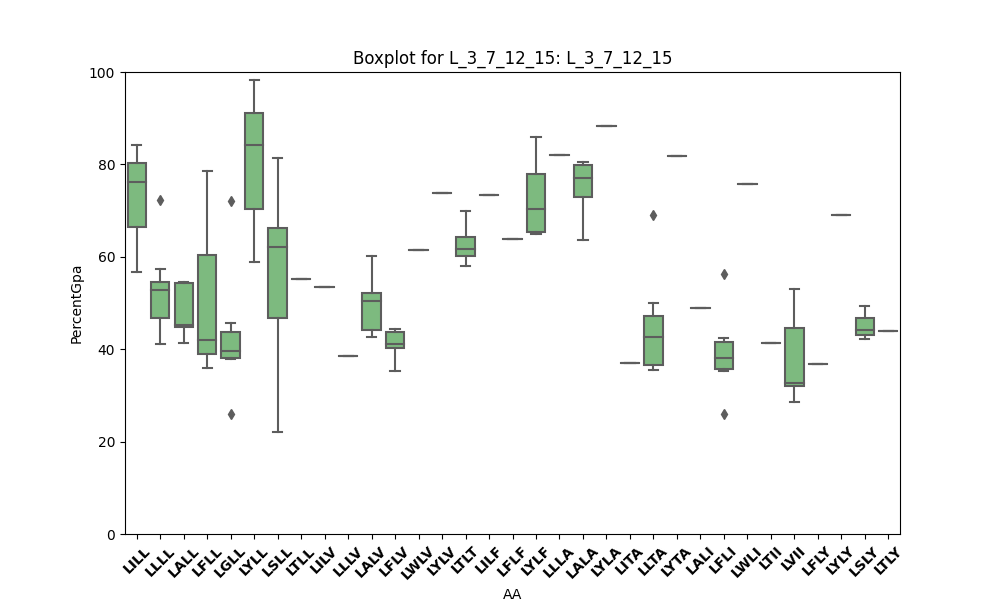 Boxplot for L_3_7_12_15: L_3_7_12_15
100
80
60
40
20
0
PercentGpa
LILL LLLL LALL LFLL LGLL LYLL LSLL LTLL LILV LLLV LALV LFLV LWLV LYLV LTLT LILF LFLF LYLF LLLA LALA LYLA LITA LLTA LYTA LALI LFLI LWLI LTII LVII LFLY LYLY LSLY LTLY
AA